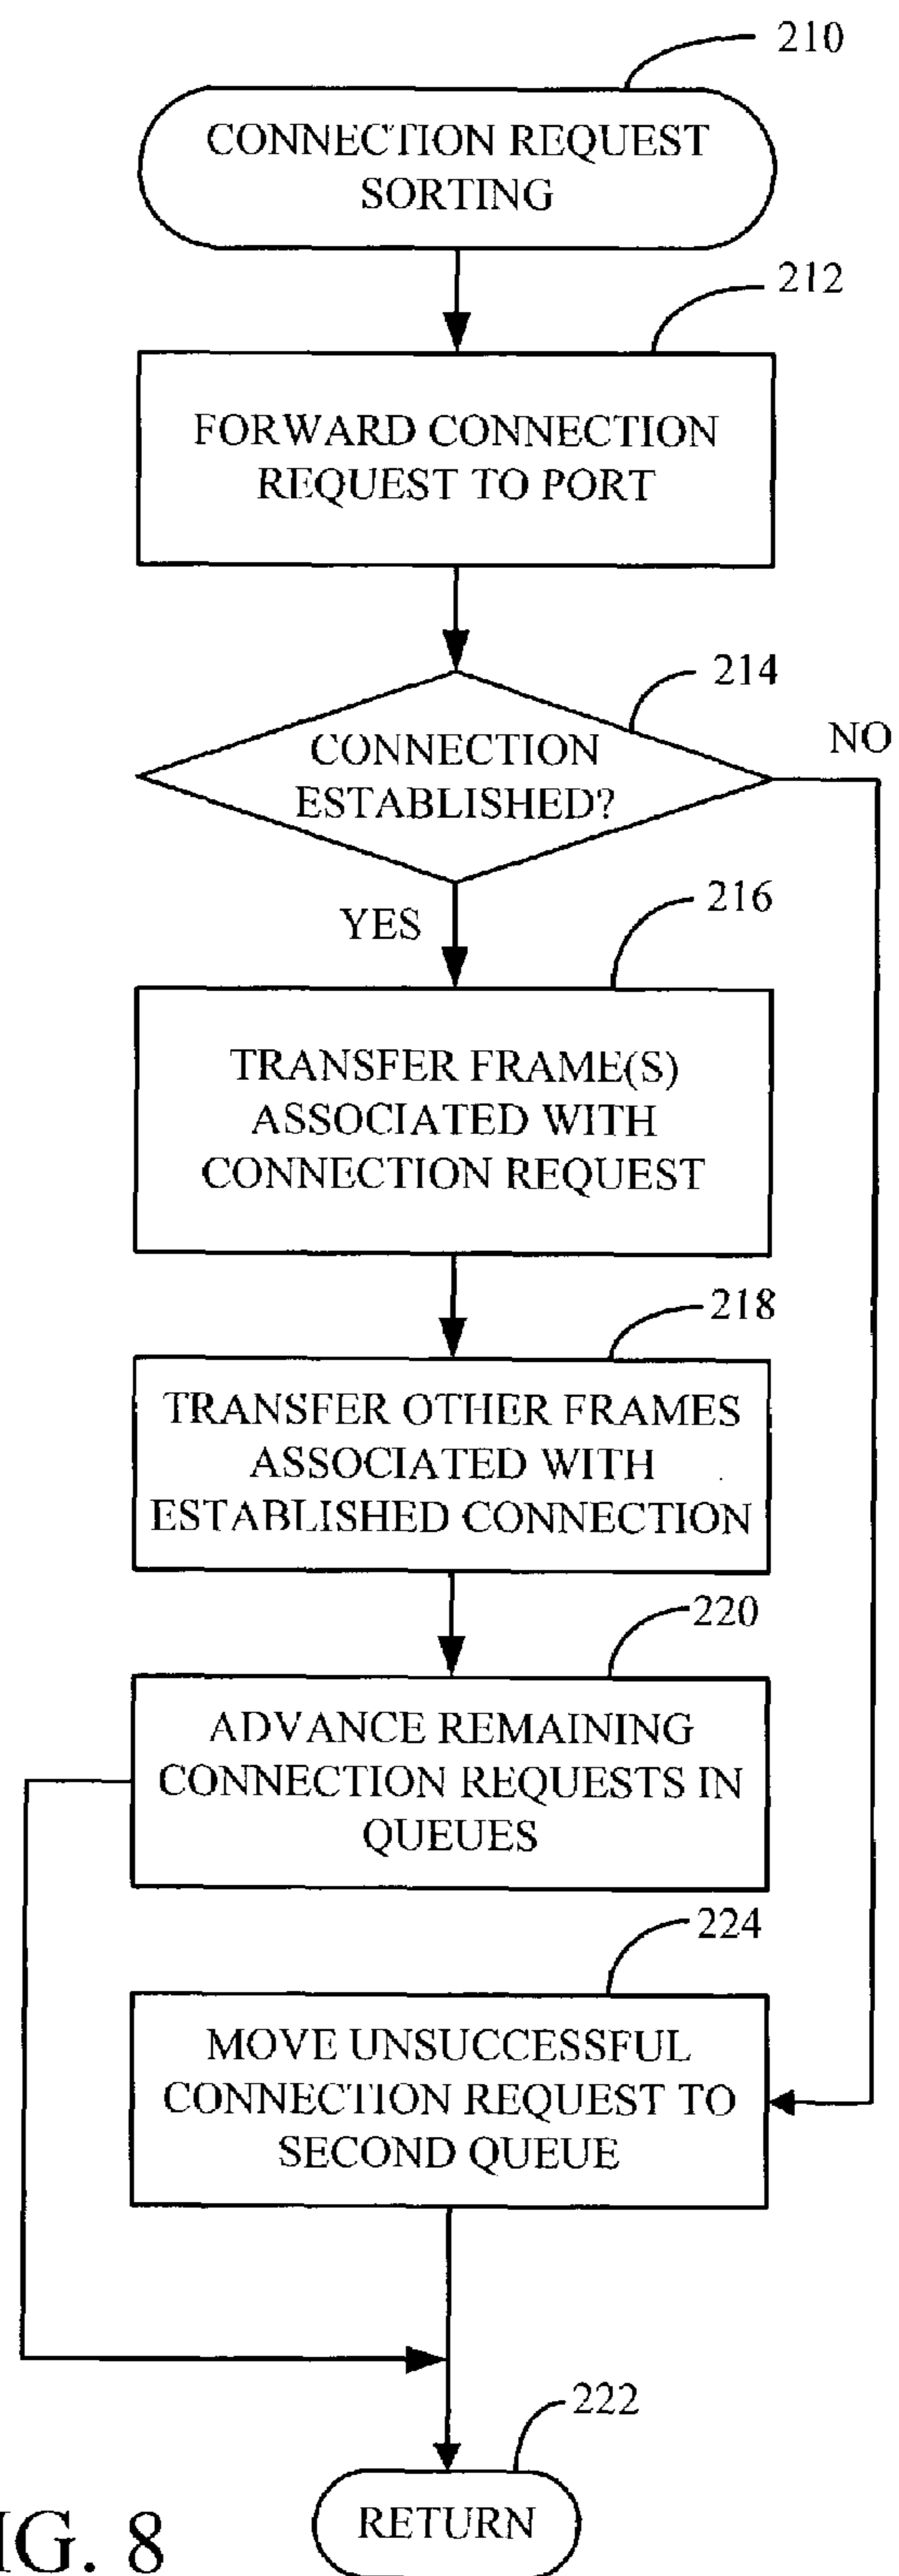 210
CONNECTION REQUEST
SORTING
212
FORWARD CONNECTION
REQUEST TO PORT
214
NO
CONNECTION
ESTABLISHED?
YES
216
TRANSFER FRAME(S)
ASSOCIATED WITH
CONNECTION REQUEST
218
TRANSFER OTHER FRAMES
ASSOCIATED WITH
ESTABLISHED CONNECTION
220
ADVANCE REMAINING
CONNECTION REQUESTS IN
QUEUES
224
MOVE UNSUCCESSFUL
CONNECTION REQUEST TO
SECOND QUEUE
222
RETURN
IG. 8